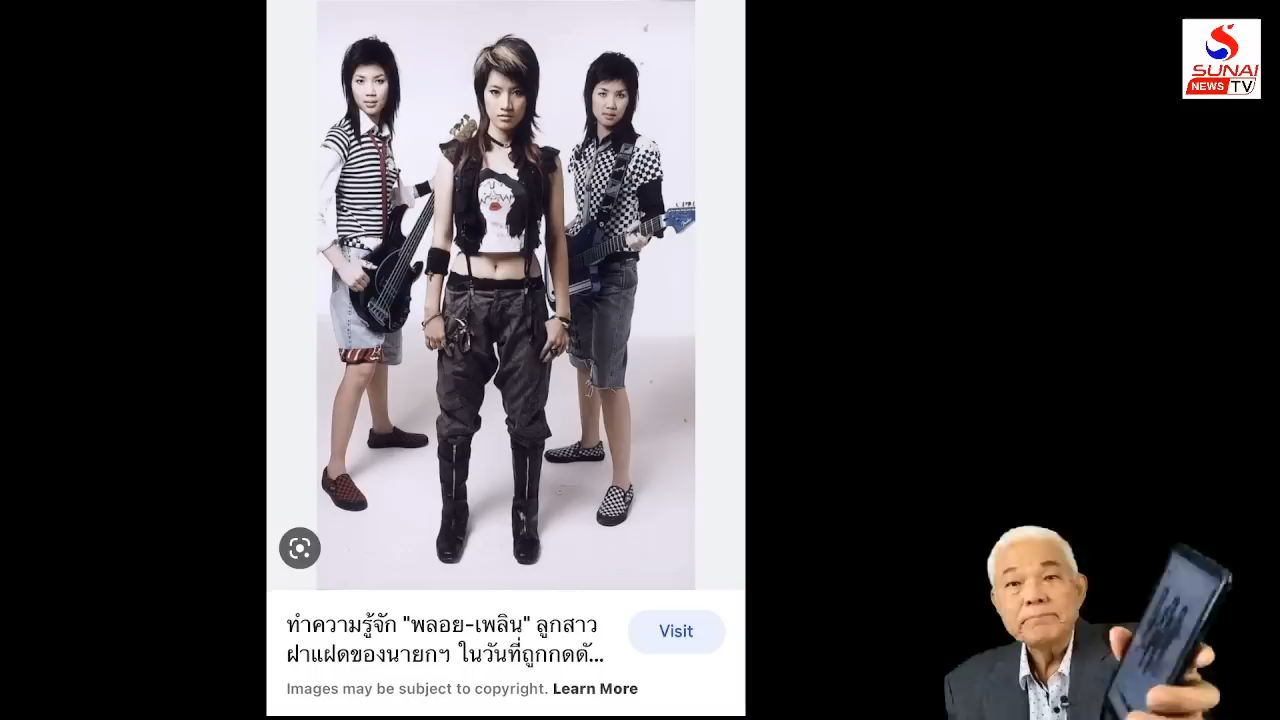 SUNAI
NEWS TV
ทำความรู้จัก "พลอย-เพลิน" ลูกสาว
ฝาแฝดของนายกฯ ในวันที่ถูกกดดั...
Visit
Images may be subject to copyright. Learn More